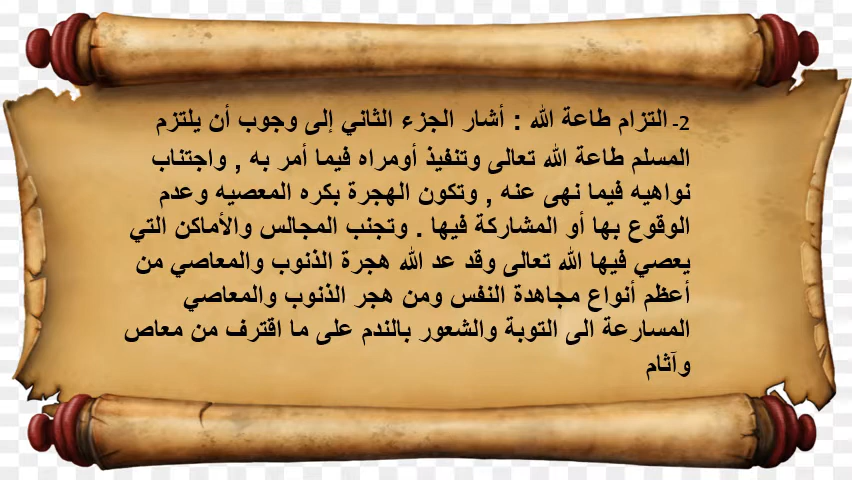 2- التزام طاعة الله : أشار الجزء الثاني إلى وجوب أن يلتزم
المسلم طاعة الله تعالى وتنفيذ أومراه فيما أمر به , واجتناب
نواهيه فيما نهى عنه , وتكون الهجرة بكره المعصيه وعدم
الوقوع بها أو المشاركة فيها . وتجنب المجالس والأماكن التي
يعصي فيها الله تعالى وقد عد الله هجرة الذنوب والمعاصي من
أعظم أنواع مجاهدة النفس ومن هجر الذنوب والمعاصي
المسارعة الى التوبة والشعور بالندم على ما اقترف من معاص
وآثام